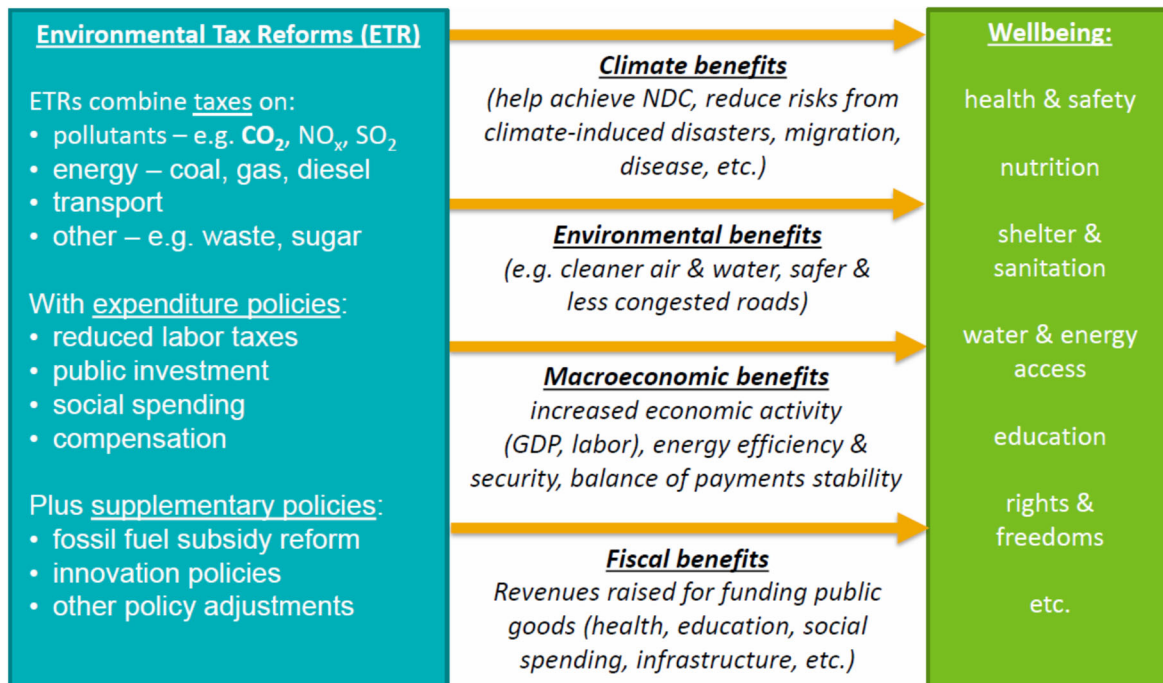 Environmental Tax Reforms (ETR)
ETRs combine taxes on:
• pollutants – e.g. CO₂, NOₓ, SO₂
• energy – coal, gas, diesel
• transport
• other – e.g. waste, sugar
With expenditure policies:
• reduced labor taxes
• public investment
• social spending
• compensation
Plus supplementary policies:
• fossil fuel subsidy reform
• innovation policies
• other policy adjustments
Climate benefits
(help achieve NDC, reduce risks from
climate-induced disasters, migration,
disease, etc.)
Environmental benefits
(e.g. cleaner air & water, safer &
less congested roads)
Macroeconomic benefits
increased economic activity
(GDP, labor), energy efficiency &
security, balance of payments stability
Fiscal benefits
Revenues raised for funding public
goods (health, education, social
spending, infrastructure, etc.)
Wellbeing:
health & safety
nutrition
shelter &
sanitation
water & energy
access
education
rights &
freedoms
etc.